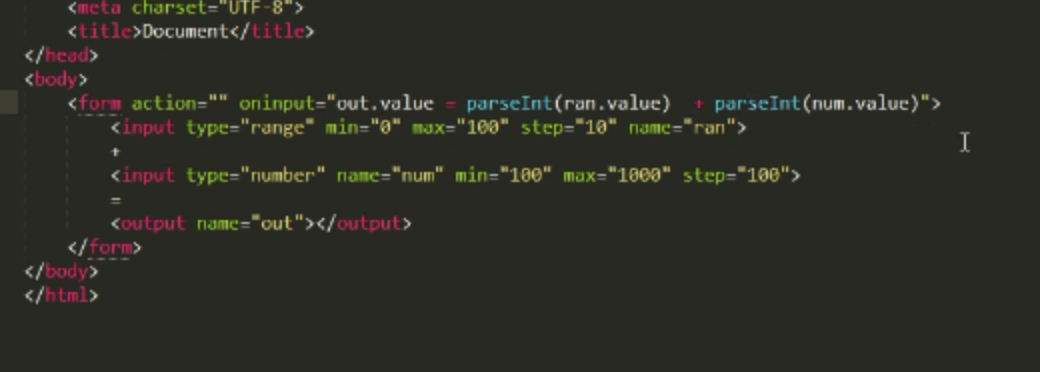 <meta charset="UTF-8">
<title>Document</title>
</head>
<body>
<form action="" oninput="out.value = parseInt(ran.value)  + parseInt(num.value)">
<input type="range" min="0" max="100" step="10" name="ran">
+
<input type="number" name="num" min="100" max="1000" step="100">
=
<output name="out"></output>
</form>
</body>
</html>